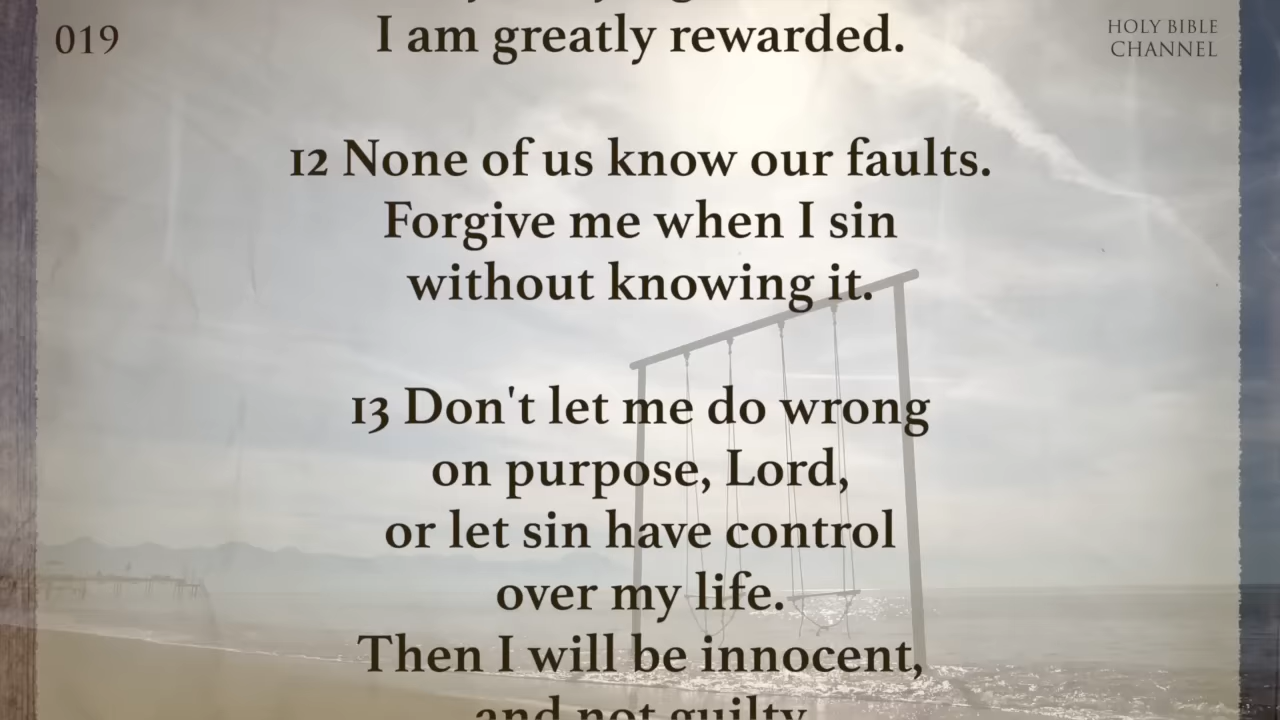 019
HOLY BIBLE
CHANNEL
I am greatly rewarded.
12 None of us know our faults.
Forgive me when I sin
without knowing it.
13 Don't let me do wrong
on purpose, Lord,
or let sin have control
over my life.
Then I will be innocent,
and not guilty